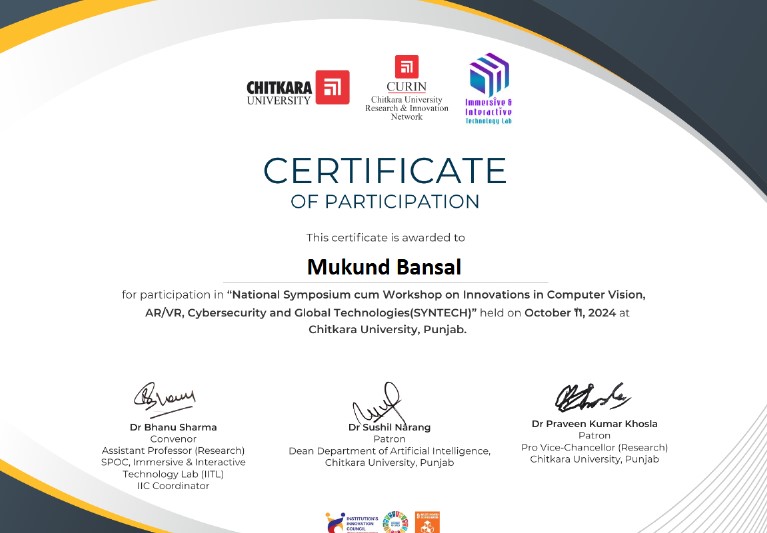 CHITKARA
UNIVERSITY
CURIN
Chitkara University
Research & Innovation
Network
Immersive &
Interactive
Technology Lab
CERTIFICATE
OF PARTICIPATION
This certificate is awarded to
Mukund Bansal
for participation in “National Symposium cum Workshop on Innovations in Computer Vision,
AR/VR, Cybersecurity and Global Technologies(SYNTECH)” held on October 11, 2024 at
Chitkara University, Punjab.
Dr Bhanu Sharma
Convenor
Assistant Professor (Research)
SPOC, Immersive & Interactive
Technology Lab (IITL)
IIC Coordinator
Dr Sushil Narang
Patron
Dean Department of Artificial Intelligence,
Chitkara University, Punjab
Dr Praveen Kumar Khosla
Patron
Pro Vice-Chancellor (Research)
Chitkara University, Punjab
INSTITUTION'S
INNOVATION
COUNCIL